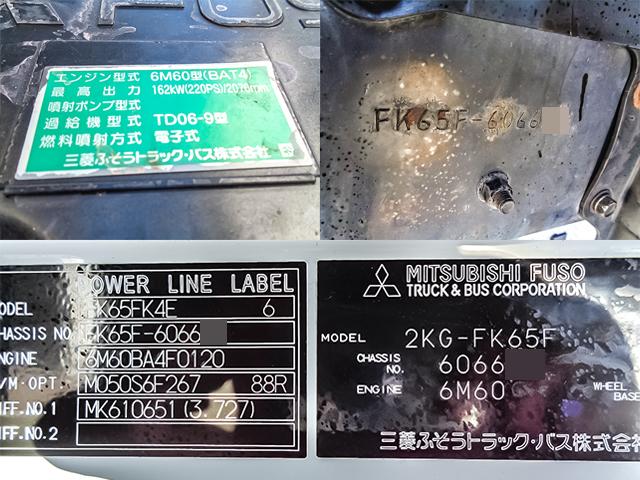 エンジン型式 6M60型(BAT4)
最高出力 162kW(220PS)/2070min
噴射ポンプ型式
過給機型式 TD06-9型
燃料噴射方式 電子式
三菱ふそうトラック・バス株式会社
FK65F-6066
POWER LINE LABEL
MODEL FK65FK4E 6
CHASSIS NO. FK65F-6066
ENGINE 6M60BA4F0120
T/M・OPT. M050S6F267 88R
DIFF.NO.1 MK610651(3.727)
DIFF.NO.2
MITSUBISHI FUSO
TRUCK & BUS CORPORATION
MODEL 2KG-FK65F
CHASSIS NO. 6066
ENGINE 6M60
WHEEL BASE
三菱ふそうトラック・バス株式会